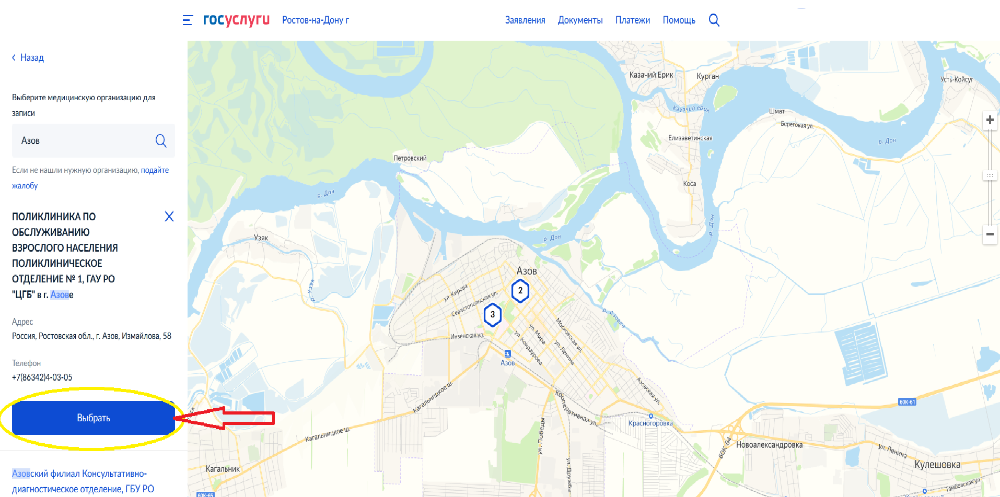 госуслуги
Ростов-на-Дону г
Заявления
Документы
Платежи
Помощь
Назад
Выберите медицинскую организацию для
записи
Азов
Если не нашли нужную организацию, подайте
жалобу
ПОЛИКЛИНИКА ПО
ОБСЛУЖИВАНИЮ
ВЗРОСЛОГО НАСЕЛЕНИЯ
ПОЛИКЛИНИЧЕСКОЕ
ОТДЕЛЕНИЕ № 1, ГАУ РО
"ЦГБ" в г. Азове
Адрес
Россия, Ростовская обл., г. Азов, Измайлова, 58
Телефон
+7(86342)4-03-05
Выбрать
Азовский филиал Консультативно-
диагностическое отделение, ГБУ РО
Казачий Ерик
Курган
Усть-Койсуг
Казачий ерик
Шмат
Береговая ул.
Елизаветинская
р. Дон
Петровский
Коса
р. Дон
р. Дон
Узяк
р. Дон
Азов
2
р. Узяк
ул. Кирова
Севастопольская ул.
3
р. Азовка
Инзенская ул.
ул. Мира
Московская ул.
ул. Кондаурова
ул. Ленина
Азов
Азовская ул.
Кагальницкое ш.
Кооперативная ул.
60К-61
Красногоровка
Кагальницкое ш.
ул. Победы
60К-64
Новоалександровка
ул. Ленина
Кулешовка
Кагальник
ул. Дружбы
Тамбовская ул.
60К-65